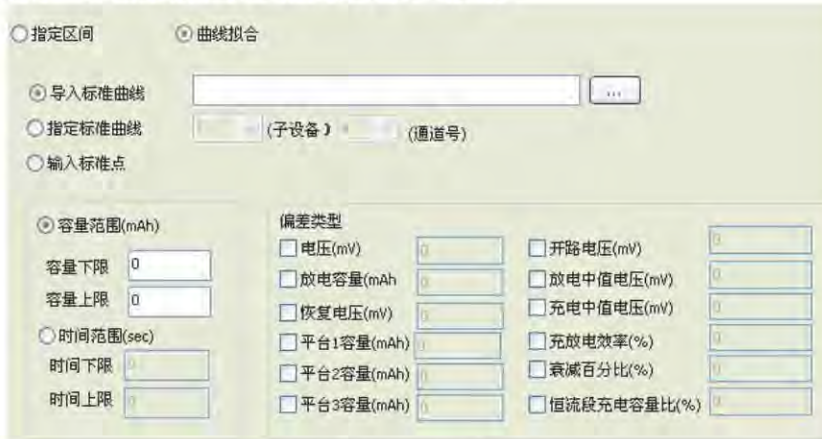 指定区间 曲线拟合
导入标准曲线 ...
指定标准曲线 (子设备) (通道号)
输入标准点
容量范围(mAh)
容量下限 0
容量上限 0
时间范围(sec)
时间下限 0
时间上限 0
偏差类型
电压(mV) 0 开路电压(mV) 0
放电容量(mAh 0 放电中值电压(mV) 0
恢复电压(mV) 0 充电中值电压(mV) 0
平台1容量(mAh) 0 充放电效率(%) 0
平台2容量(mAh) 0 衰减百分比(%) 0
平台3容量(mAh) 0 恒流段充电容量比(%) 0